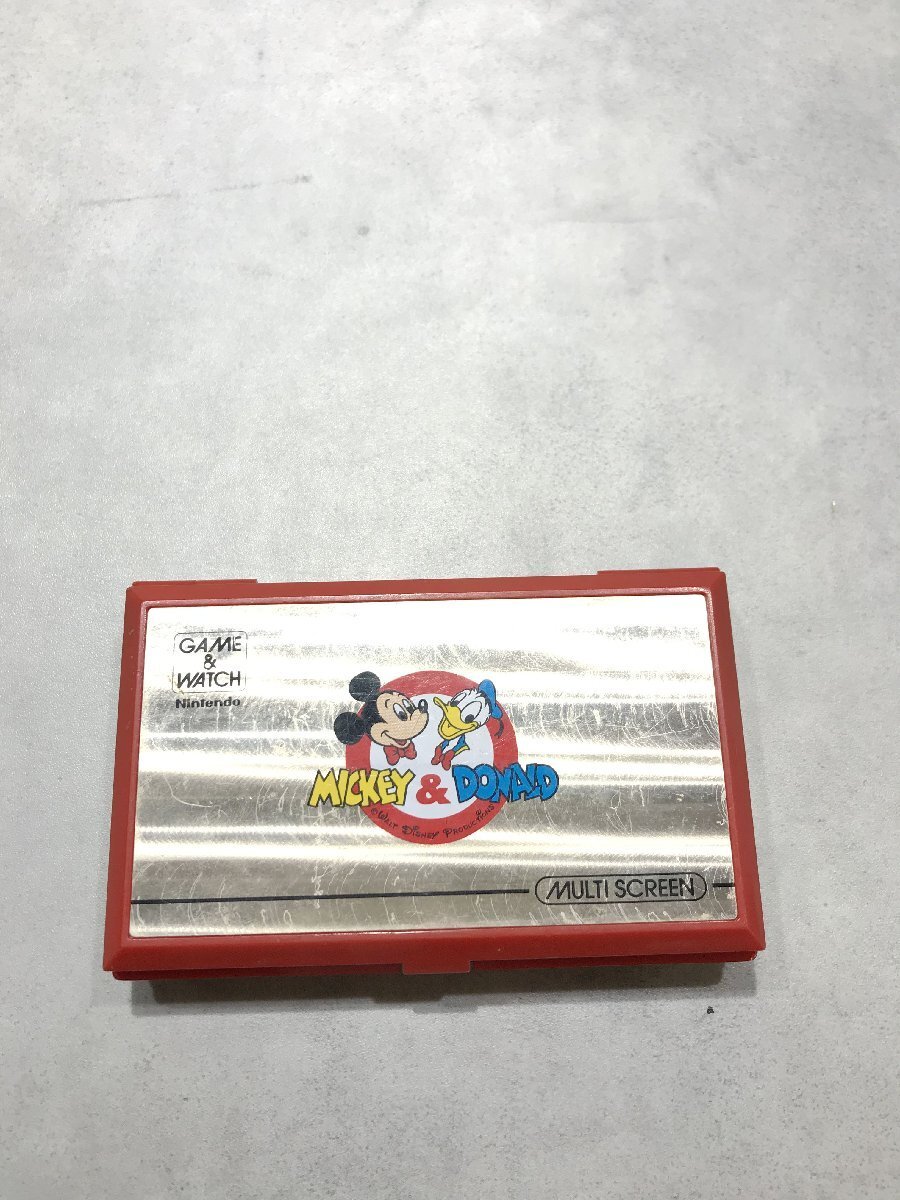 GAME
&
WATCH
Nintendo
MICKEY & DONALD
© WALT DISNEY PRODUCTIONS
MULTI SCREEN